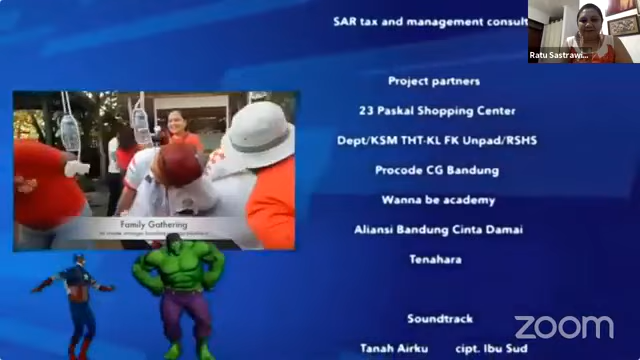 SAR tax and management consult
Ratu Sastrawi...
Project partners
23 Paskal Shopping Center
Dept/KSM THT-KL FK Unpad/RSHS
Procode CG Bandung
Wanna be academy
Aliansi Bandung Cinta Damai
Tenahara
Family Gathering
Soundtrack
Tanah Airku cipt. Ibu Sud
zoom